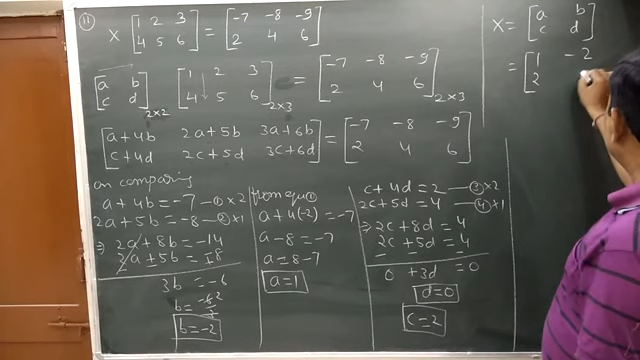 (11) X [1 2 3; 4 5 6] = [-7 -8 -9; 2 4 6]
[a b; c d]2×2 [1 2 3; 4 5 6]2×3 = [-7 -8 -9; 2 4 6]2×3
[a+4b 2a+5b 3a+6b; c+4d 2c+5d 3c+6d] = [-7 -8 -9; 2 4 6]
on comparing
a+4b = -7 —① ×2
2a+5b = -8 —② ×1
⇒ 2a+8b = -14
2a+5b = -8
3b = -6
b = -6/3 2
b = -2
from equ ①
a+4(-2) = -7
a-8 = -7
a = 8-7
a=1
c+4d = 2 —③ ×2
2c+5d = 4 —④ ×1
⇒ 2c+8d = 4
2c+5d = 4
0 +3d = 0
d=0
c=2
X = [a b; c d]
= [1 -2; 2